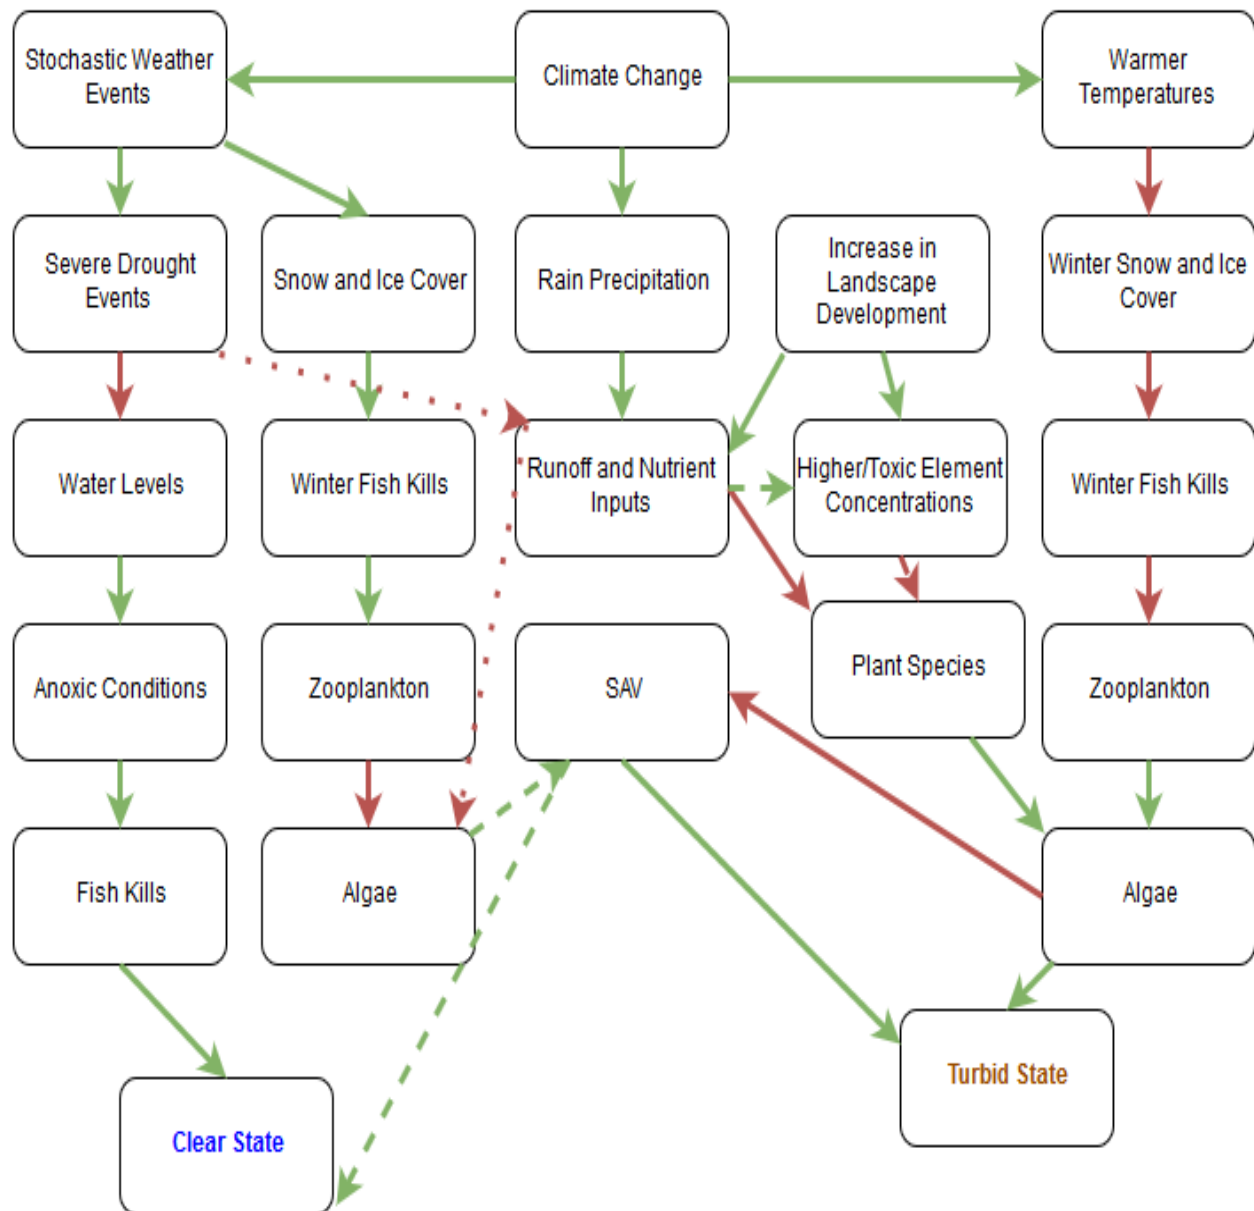 Stochastic Weather
Events
Climate Change
Warmer
Temperatures
Severe Drought
Events
Snow and Ice Cover
Rain Precipitation
Increase in
Landscape
Development
Winter Snow and Ice
Cover
Water Levels
Winter Fish Kills
Runoff and Nutrient
Inputs
Higher/Toxic Element
Concentrations
Winter Fish Kills
Anoxic Conditions
Zooplankton
SAV
Plant Species
Zooplankton
Fish Kills
Algae
Algae
Clear State
Turbid State